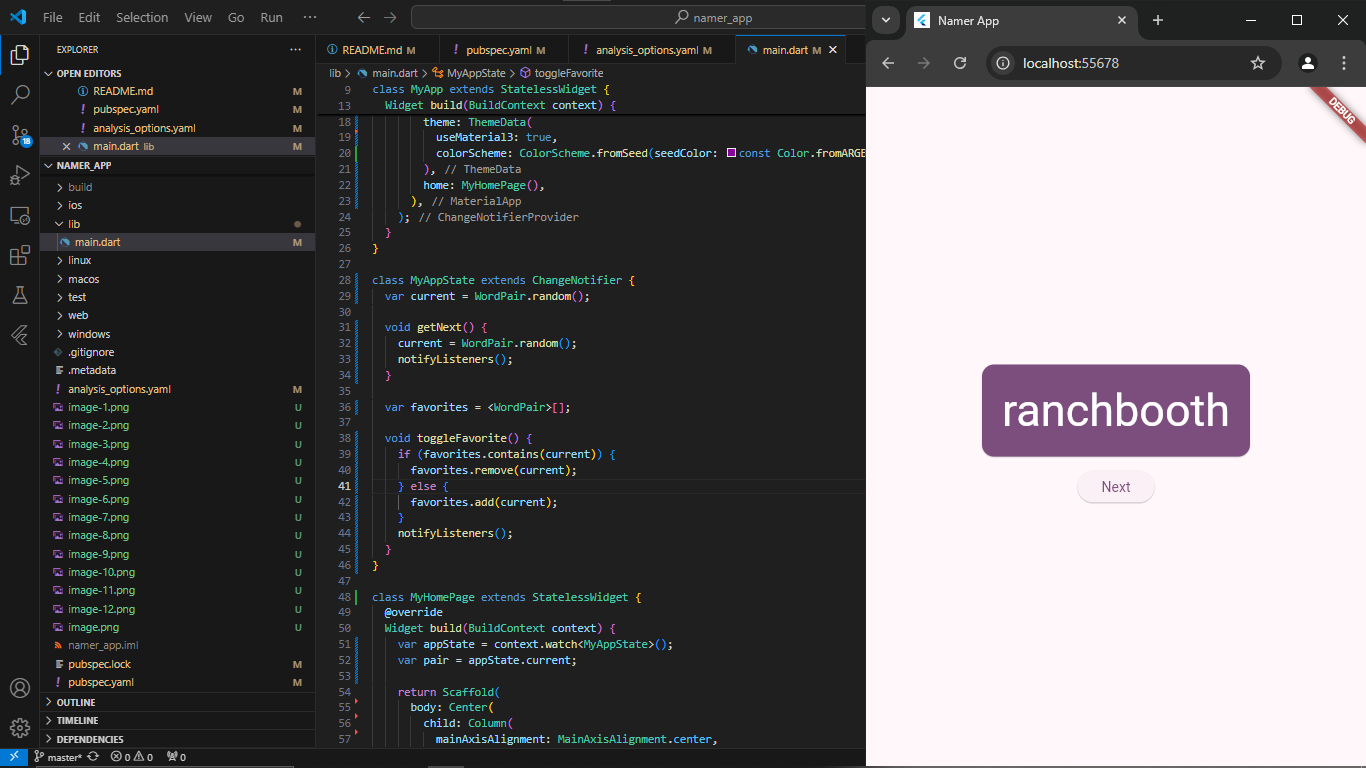 File Edit Selection View Go Run ··· namer_app
EXPLORER ···
OPEN EDITORS
README.md M
! pubspec.yaml M
! analysis_options.yaml M
main.dart lib M
NAMER_APP
build
ios
lib
main.dart M
linux
macos
test
web
windows
.gitignore
.metadata
! analysis_options.yaml M
image-1.png U
image-2.png U
image-3.png U
image-4.png U
image-5.png U
image-6.png U
image-7.png U
image-8.png U
image-9.png U
image-10.png U
image-11.png U
image-12.png U
image.png U
namer_app.iml
pubspec.lock M
! pubspec.yaml M
OUTLINE
TIMELINE
DEPENDENCIES
18
README.md M ! pubspec.yaml M ! analysis_options.yaml M main.dart M
lib > main.dart > MyAppState > toggleFavorite
9 class MyApp extends StatelessWidget {
13 Widget build(BuildContext context) {
18 theme: ThemeData(
19 useMaterial3: true,
20 colorScheme: ColorScheme.fromSeed(seedColor: const Color.fromARGB
21 ), // ThemeData
22 home: MyHomePage(),
23 ), // MaterialApp
24 ); // ChangeNotifierProvider
25 }
26 }
27
28 class MyAppState extends ChangeNotifier {
29 var current = WordPair.random();
30
31 void getNext() {
32 current = WordPair.random();
33 notifyListeners();
34 }
35
36 var favorites = <WordPair>[];
37
38 void toggleFavorite() {
39 if (favorites.contains(current)) {
40 favorites.remove(current);
41 } else {
42 favorites.add(current);
43 }
44 notifyListeners();
45 }
46 }
47
48 class MyHomePage extends StatelessWidget {
49 @override
50 Widget build(BuildContext context) {
51 var appState = context.watch<MyAppState>();
52 var pair = appState.current;
53
54 return Scaffold(
55 body: Center(
56 child: Column(
57 mainAxisAlignment: MainAxisAlignment.center,
master* 0 0 0
Namer App
localhost:55678
DEBUG
ranchbooth
Next